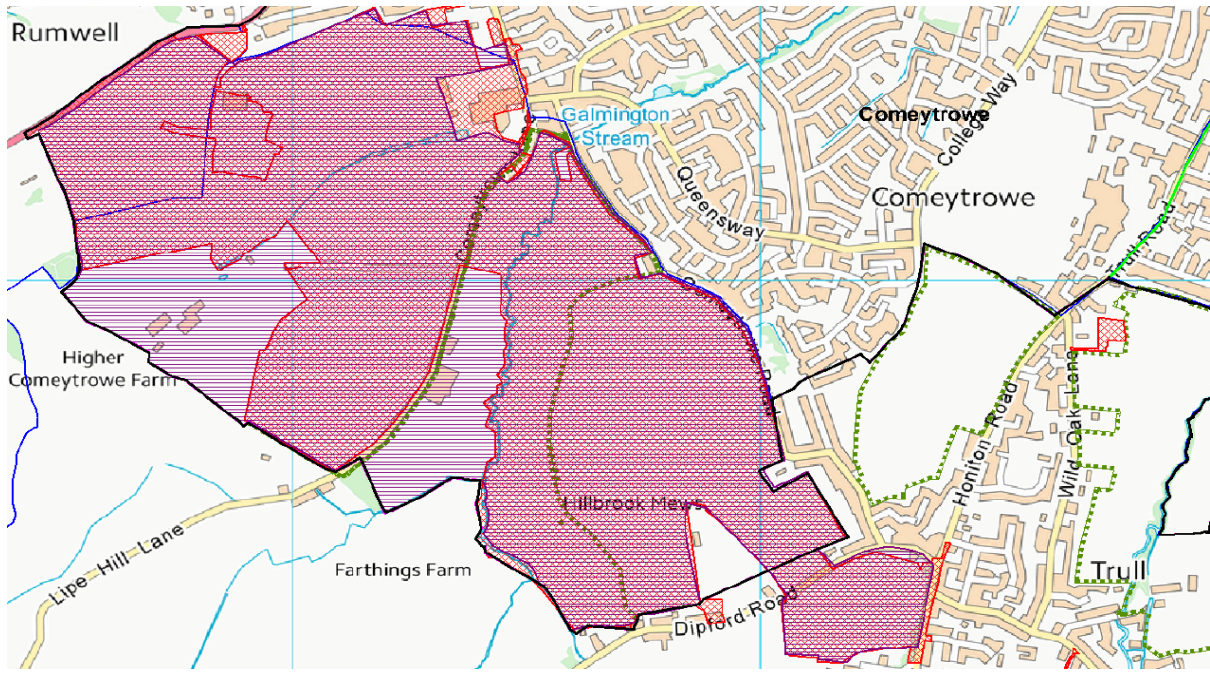 Rumwell
Galmington
Stream
Comeytrowe
College Way
Queensway
Comeytrowe
Trull Road
Higher
Comeytrowe Farm
Honiton Road
Wild Oak Lane
Hillbrook Mews
Lipe Hill Lane
Farthings Farm
Trull
Dipford Road